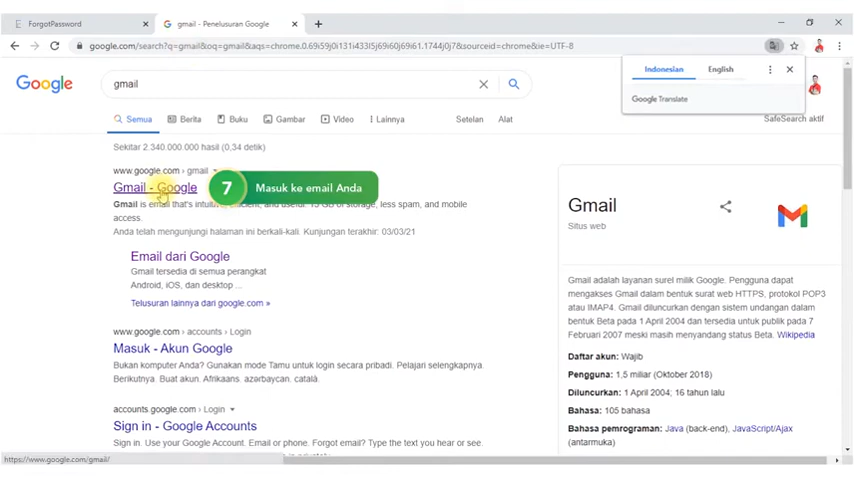 ForgotPassword
gmail - Penelusuran Google
google.com/search?q=gmail&oq=gmail&aqs=chrome.0.69i59j0i131i433l5j69i60j69i61.1744j0j7&sourceid=chrome&ie=UTF-8
Indonesian English
Google Translate
Google
gmail
Semua Berita Buku Gambar Video Lainnya Setelan Alat
SafeSearch aktif
Sekitar 2.340.000.000 hasil (0,34 detik)
www.google.com › gmail
Gmail - Google
7 Masuk ke email Anda
Gmail is email that's intuitive, efficient, and useful. 15 GB of storage, less spam, and mobile
access.
Anda telah mengunjungi halaman ini berkali-kali. Kunjungan terakhir: 03/03/21
Email dari Google
Gmail tersedia di semua perangkat
Android, iOS, dan desktop ...
Telusuran lainnya dari google.com »
www.google.com › accounts › Login
Masuk - Akun Google
Bukan komputer Anda? Gunakan mode Tamu untuk login secara pribadi. Pelajari selengkapnya.
Berikutnya. Buat akun. Afrikaans. azərbaycan. català.
accounts.google.com › Login
Sign in - Google Accounts
Sign in. Use your Google Account. Email or phone. Forgot email? Type the text you hear or see.
https://www.google.com/gmail/
Gmail
Situs web
Gmail adalah layanan surel milik Google. Pengguna dapat
mengakses Gmail dalam bentuk surat web HTTPS, protokol POP3
atau IMAP4. Gmail diluncurkan dengan sistem undangan dalam
bentuk Beta pada 1 April 2004 dan tersedia untuk publik pada 7
Februari 2007 meski masih menyandang status Beta. Wikipedia
Daftar akun: Wajib
Pengguna: 1,5 miliar (Oktober 2018)
Diluncurkan: 1 April 2004; 16 tahun lalu
Bahasa: 105 bahasa
Bahasa pemrograman: Java (back-end), JavaScript/Ajax
(antarmuka)